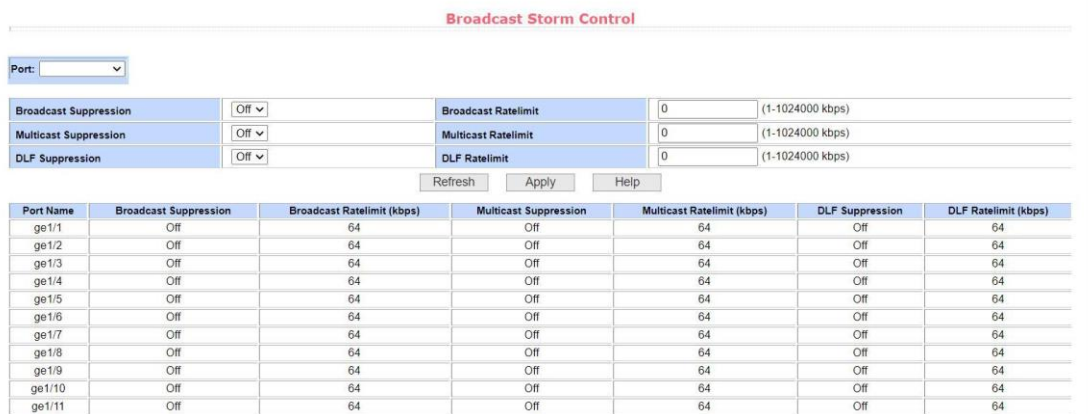 Broadcast Storm Control
Port:
Broadcast Suppression Off Broadcast Ratelimit 0 (1-1024000 kbps)
Multicast Suppression Off Multicast Ratelimit 0 (1-1024000 kbps)
DLF Suppression Off DLF Ratelimit 0 (1-1024000 kbps)
Refresh Apply Help
Port Name Broadcast Suppression Broadcast Ratelimit (kbps) Multicast Suppression Multicast Ratelimit (kbps) DLF Suppression DLF Ratelimit (kbps)
ge1/1 Off 64 Off 64 Off 64
ge1/2 Off 64 Off 64 Off 64
ge1/3 Off 64 Off 64 Off 64
ge1/4 Off 64 Off 64 Off 64
ge1/5 Off 64 Off 64 Off 64
ge1/6 Off 64 Off 64 Off 64
ge1/7 Off 64 Off 64 Off 64
ge1/8 Off 64 Off 64 Off 64
ge1/9 Off 64 Off 64 Off 64
ge1/10 Off 64 Off 64 Off 64
ge1/11 Off 64 Off 64 Off 64